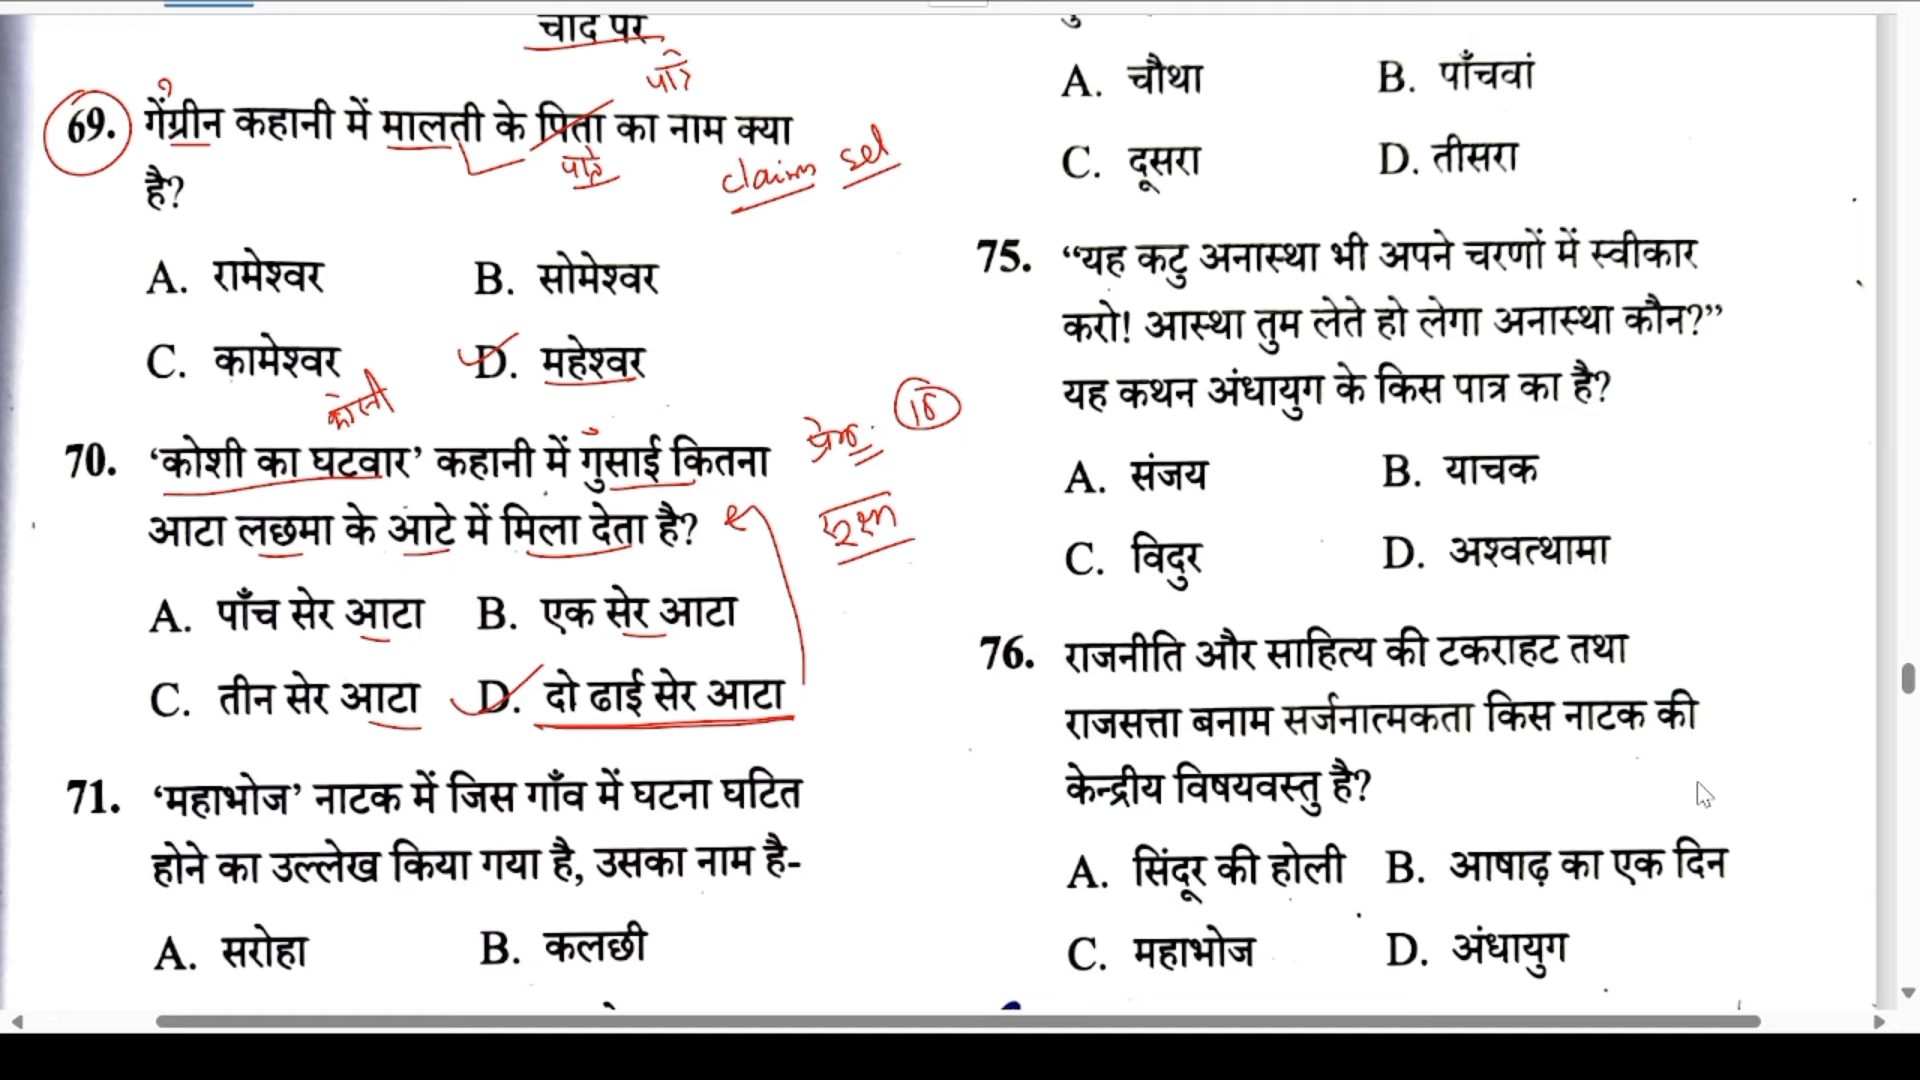 चाँद पर
69. गेंग्रीन कहानी में मालती के पिता का नाम क्या
है?
claim
A. रामेश्वर B. सोमेश्वर
C. कामेश्वर D. महेश्वर
70. ‘कोशी का घटवार’ कहानी में गुसाई कितना
आटा लछमा के आटे में मिला देता है?
A. पाँच सेर आटा B. एक सेर आटा
C. तीन सेर आटा D. दो ढाई सेर आटा
71. ‘महाभोज’ नाटक में जिस गाँव में घटना घटित
होने का उल्लेख किया गया है, उसका नाम है-
A. सरोहा B. कलछी
A. चौथा B. पाँचवां
C. दूसरा D. तीसरा
75. “यह कटु अनास्था भी अपने चरणों में स्वीकार
करो! आस्था तुम लेते हो लेगा अनास्था कौन?”
यह कथन अंधायुग के किस पात्र का है?
A. संजय B. याचक
C. विदुर D. अश्वत्थामा
76. राजनीति और साहित्य की टकराहट तथा
राजसत्ता बनाम सर्जनात्मकता किस नाटक की
केन्द्रीय विषयवस्तु है?
A. सिंदूर की होली B. आषाढ़ का एक दिन
C. महाभोज D. अंधायुग